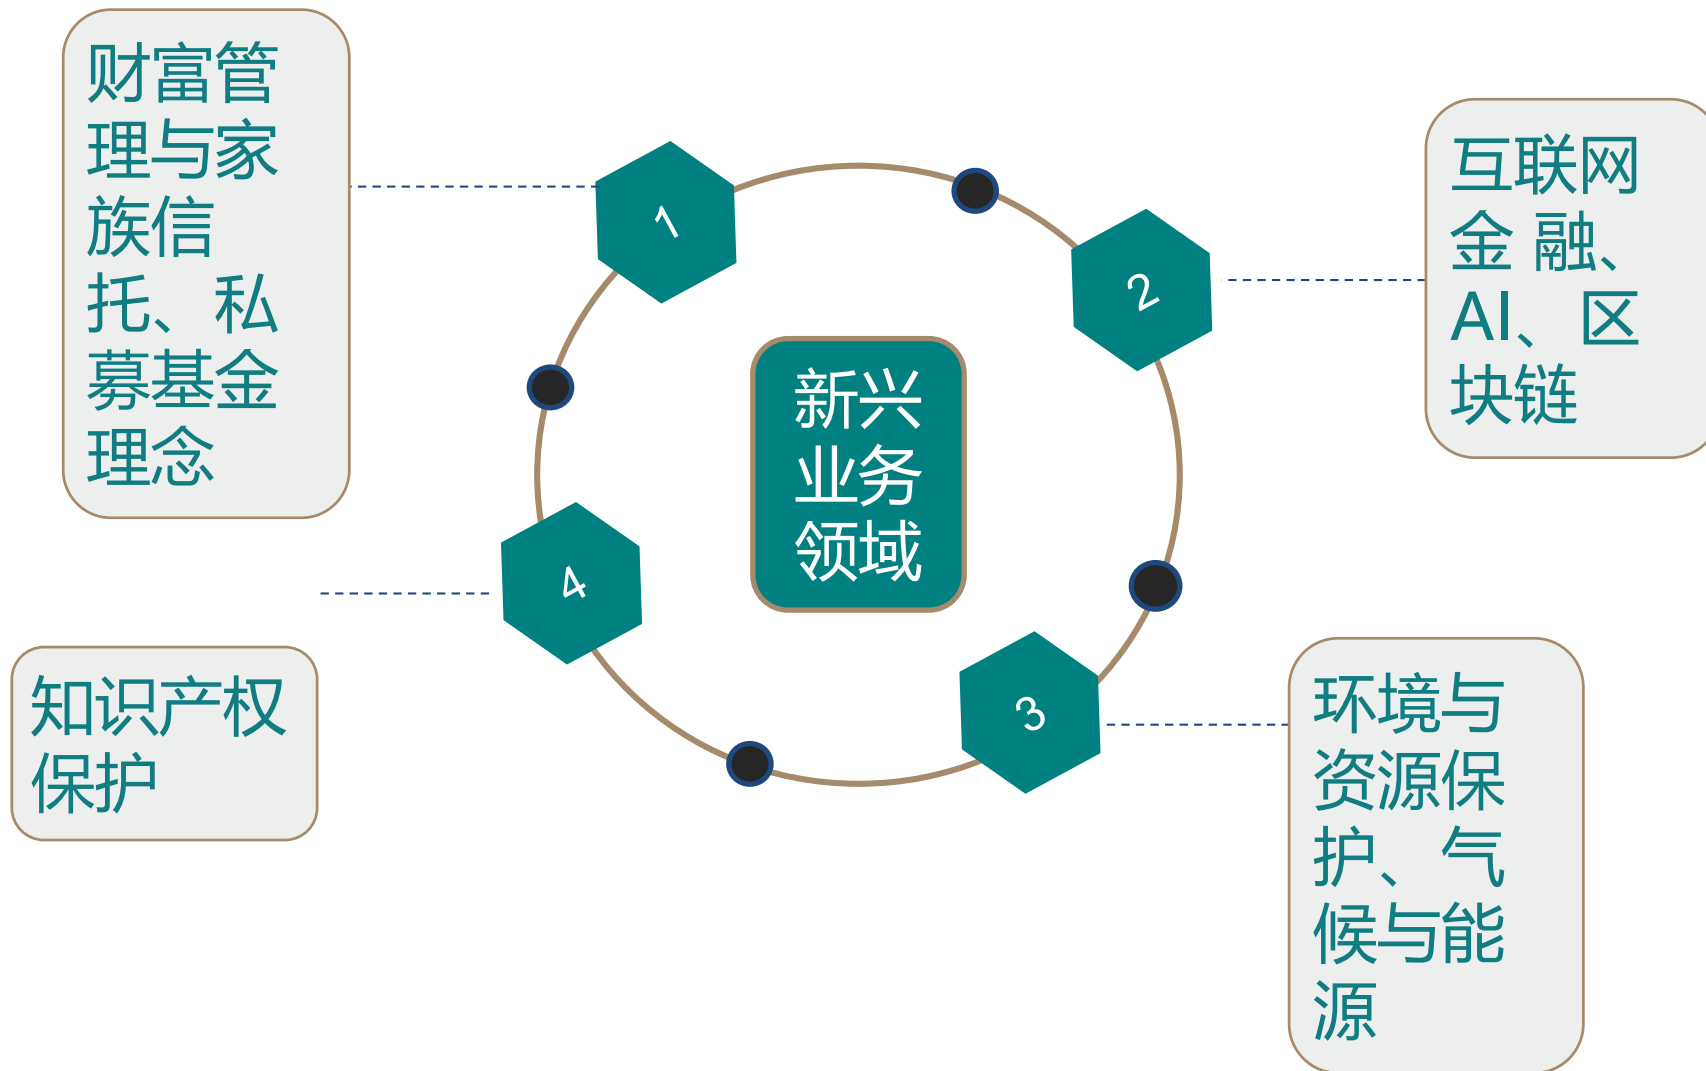 财富管
理与家
族信
托、私
募基金
理念
1
互联网
金 融、
AI、区
块链
2
新兴
业务
领域
4
知识产权
保护
3
环境与
资源保
护、气
候与能
源